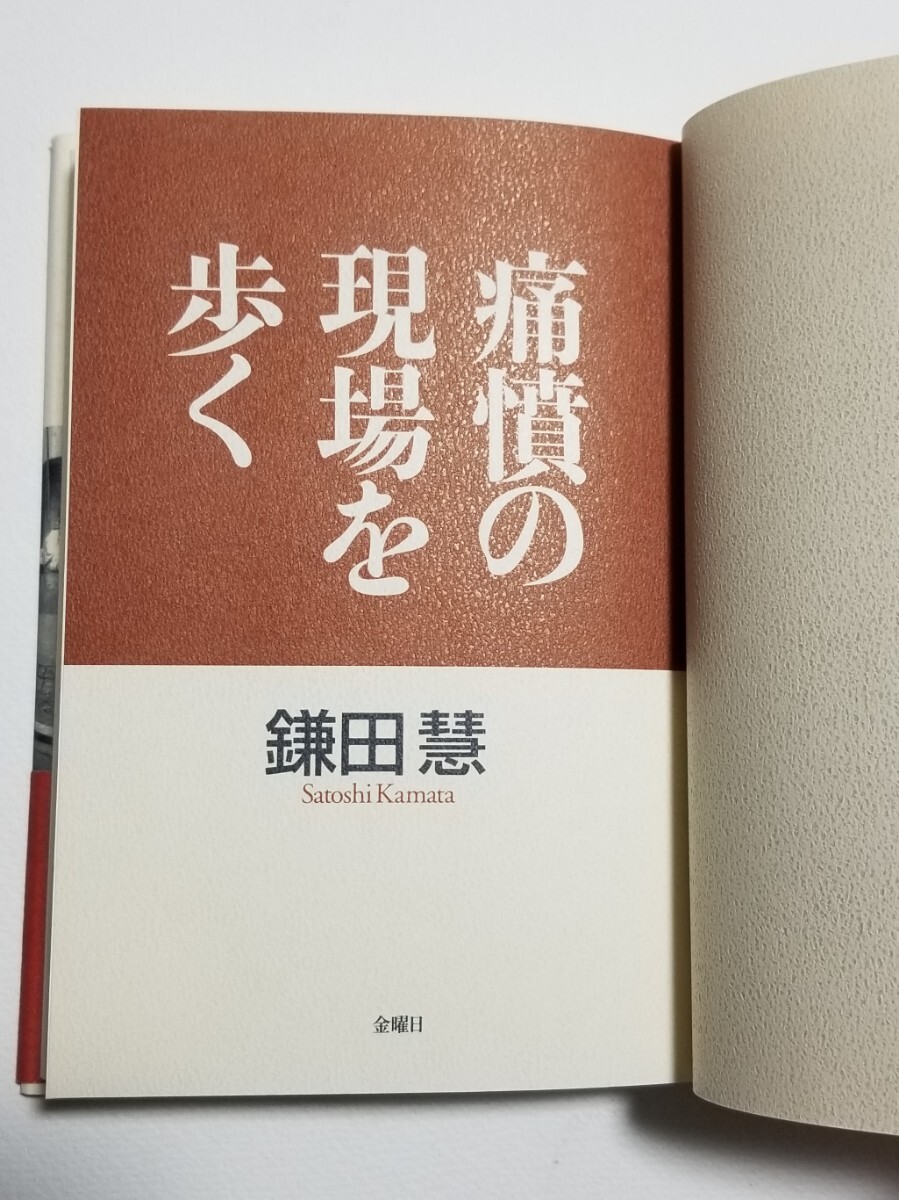 痛憤の
現場を
歩く
鎌田 慧
Satoshi Kamata
金曜日